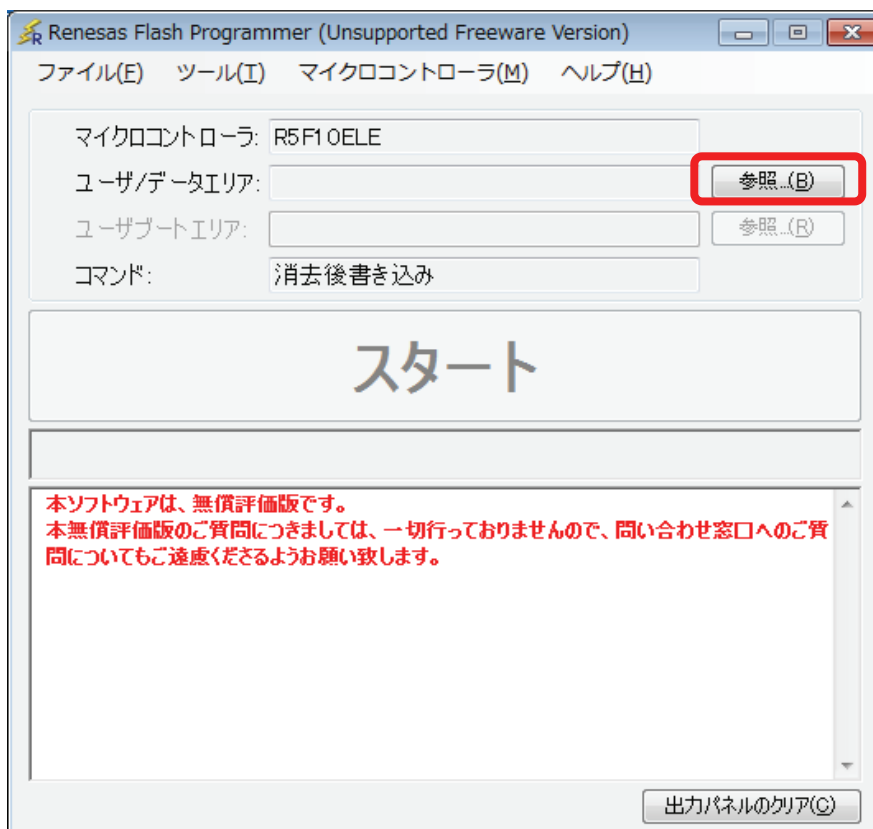 Renesas Flash Programmer (Unsupported Freeware Version)
ファイル(F) ツール(T) マイクロコントローラ(M) ヘルプ(H)
マイクロコントローラ: R5F10ELE
ユーザ/データエリア: 参照...(B)
ユーザブートエリア: 参照...(R)
コマンド: 消去後書き込み
スタート
本ソフトウェアは、無償評価版です。
本無償評価版のご質問につきましては、一切行っておりませんので、問い合わせ窓口へのご質
問についてもご遠慮くださるようお願い致します。
出力パネルのクリア(C)